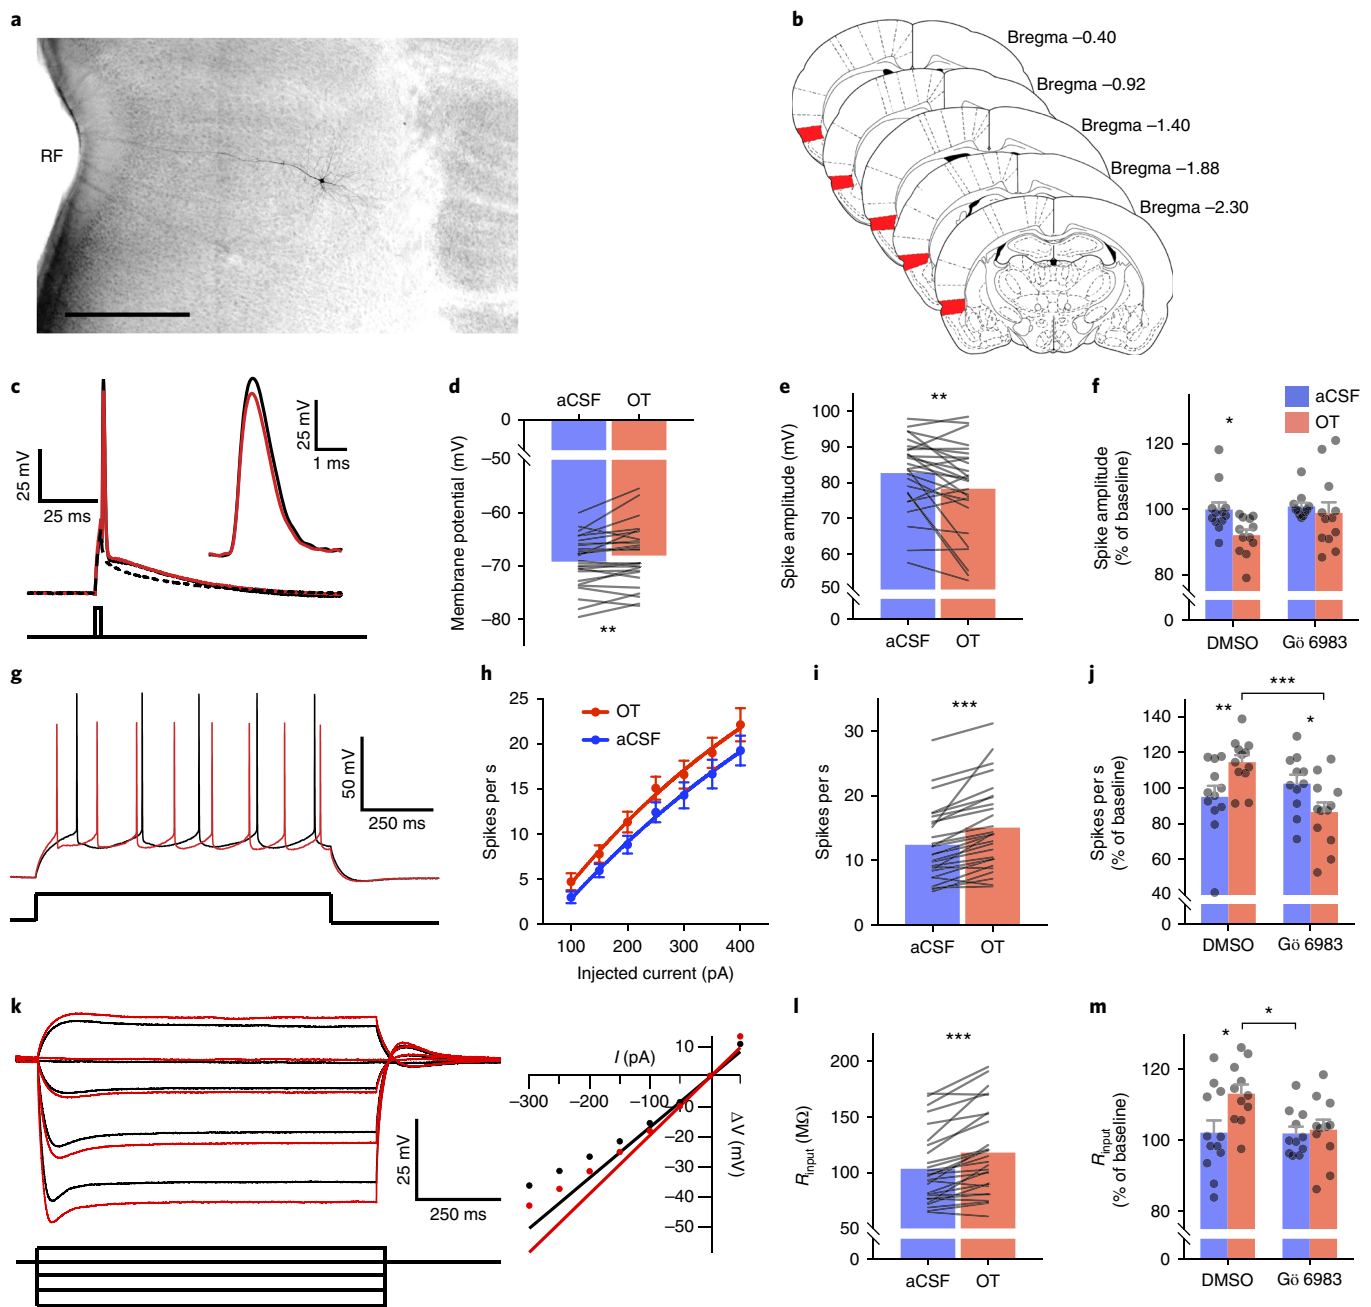 a
RF
b
Bregma –0.40
Bregma –0.92
Bregma –1.40
Bregma –1.88
Bregma –2.30
c
25 mV
25 ms
25 mV
1 ms
d
aCSF OT
Membrane potential (mV)
0
–50
–60
–70
–80
**
e
**
Spike amplitude (mV)
100
90
80
70
60
50
0
aCSF OT
f
aCSF
OT
*
Spike amplitude
(% of baseline)
120
100
80
0
DMSO Gö 6983
g
50 mV
250 ms
h
OT
aCSF
Spikes per s
25
20
15
10
5
0
100 200 300 400
Injected current (pA)
i
***
Spikes per s
30
20
10
0
aCSF OT
j
***
**
*
Spikes per s
(% of baseline)
140
120
100
80
60
40
0
DMSO Gö 6983
k
25 mV
250 ms
I (pA)
–300 –200 –100
10
–10
–20
–30
–40
–50
ΔV (mV)
l
***
Rinput (MΩ)
200
150
100
50
0
aCSF OT
m
*
*
Rinput
(% of baseline)
120
100
80
0
DMSO Gö 6983